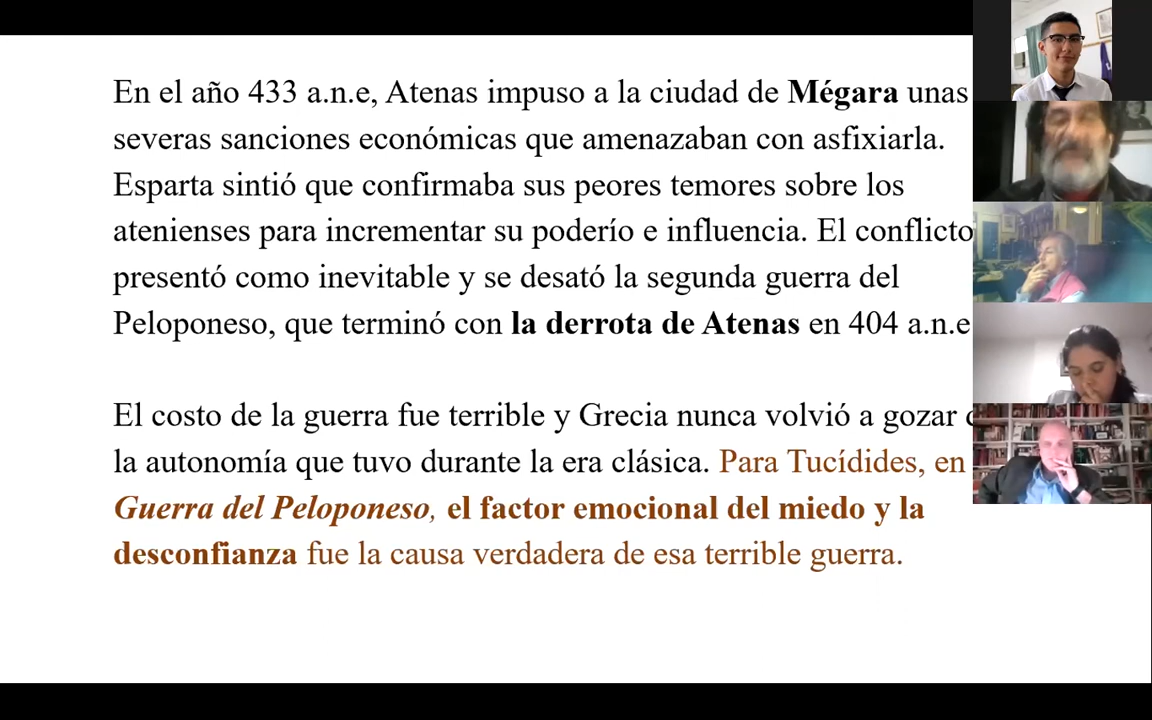 En el año 433 a.n.e, Atenas impuso a la ciudad de Mégara unas
severas sanciones económicas que amenazaban con asfixiarla.
Esparta sintió que confirmaba sus peores temores sobre los
atenienses para incrementar su poderío e influencia. El conflicto
presentó como inevitable y se desató la segunda guerra del
Peloponeso, que terminó con la derrota de Atenas en 404 a.n.e
El costo de la guerra fue terrible y Grecia nunca volvió a gozar
la autonomía que tuvo durante la era clásica. Para Tucídides, en
Guerra del Peloponeso, el factor emocional del miedo y la
desconfianza fue la causa verdadera de esa terrible guerra.